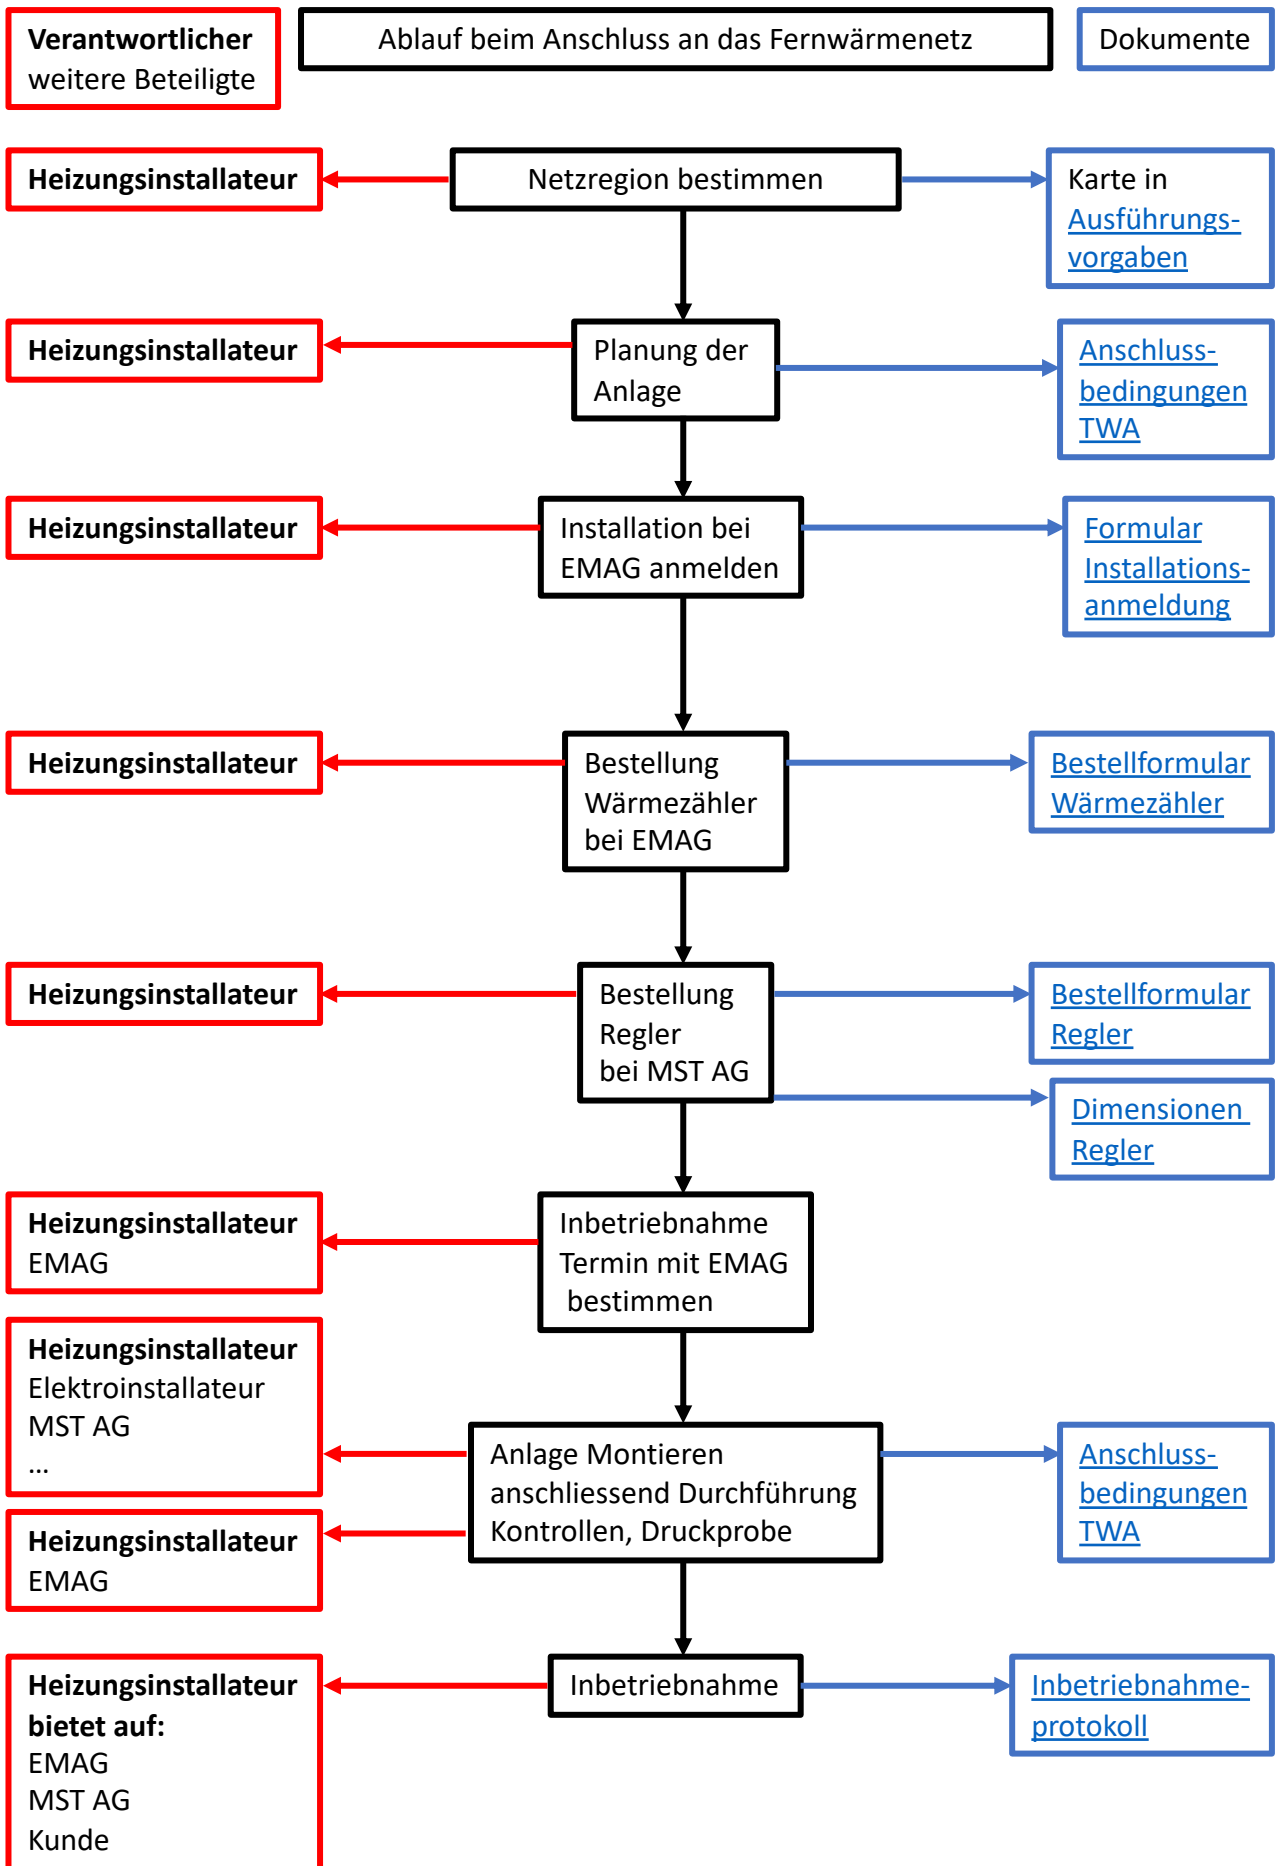 Verantwortlicher
weitere Beteiligte
Ablauf beim Anschluss an das Fernwärmenetz
Dokumente
Heizungsinstallateur
Netzregion bestimmen
Karte in
Ausführungs-
vorgaben
Heizungsinstallateur
Planung der
Anlage
Anschluss-
bedingungen
TWA
Heizungsinstallateur
Installation bei
EMAG anmelden
Formular
Installations-
anmeldung
Heizungsinstallateur
Bestellung
Wärmezähler
bei EMAG
Bestellformular
Wärmezähler
Heizungsinstallateur
Bestellung
Regler
bei MST AG
Bestellformular
Regler
Dimensionen
Regler
Heizungsinstallateur
EMAG
Inbetriebnahme
Termin mit EMAG
bestimmen
Heizungsinstallateur
Elektroinstallateur
MST AG
...
Heizungsinstallateur
EMAG
Anlage Montieren
anschliessend Durchführung
Kontrollen, Druckprobe
Anschluss-
bedingungen
TWA
Heizungsinstallateur
bietet auf:
EMAG
MST AG
Kunde
Inbetriebnahme
Inbetriebnahme-
protokoll